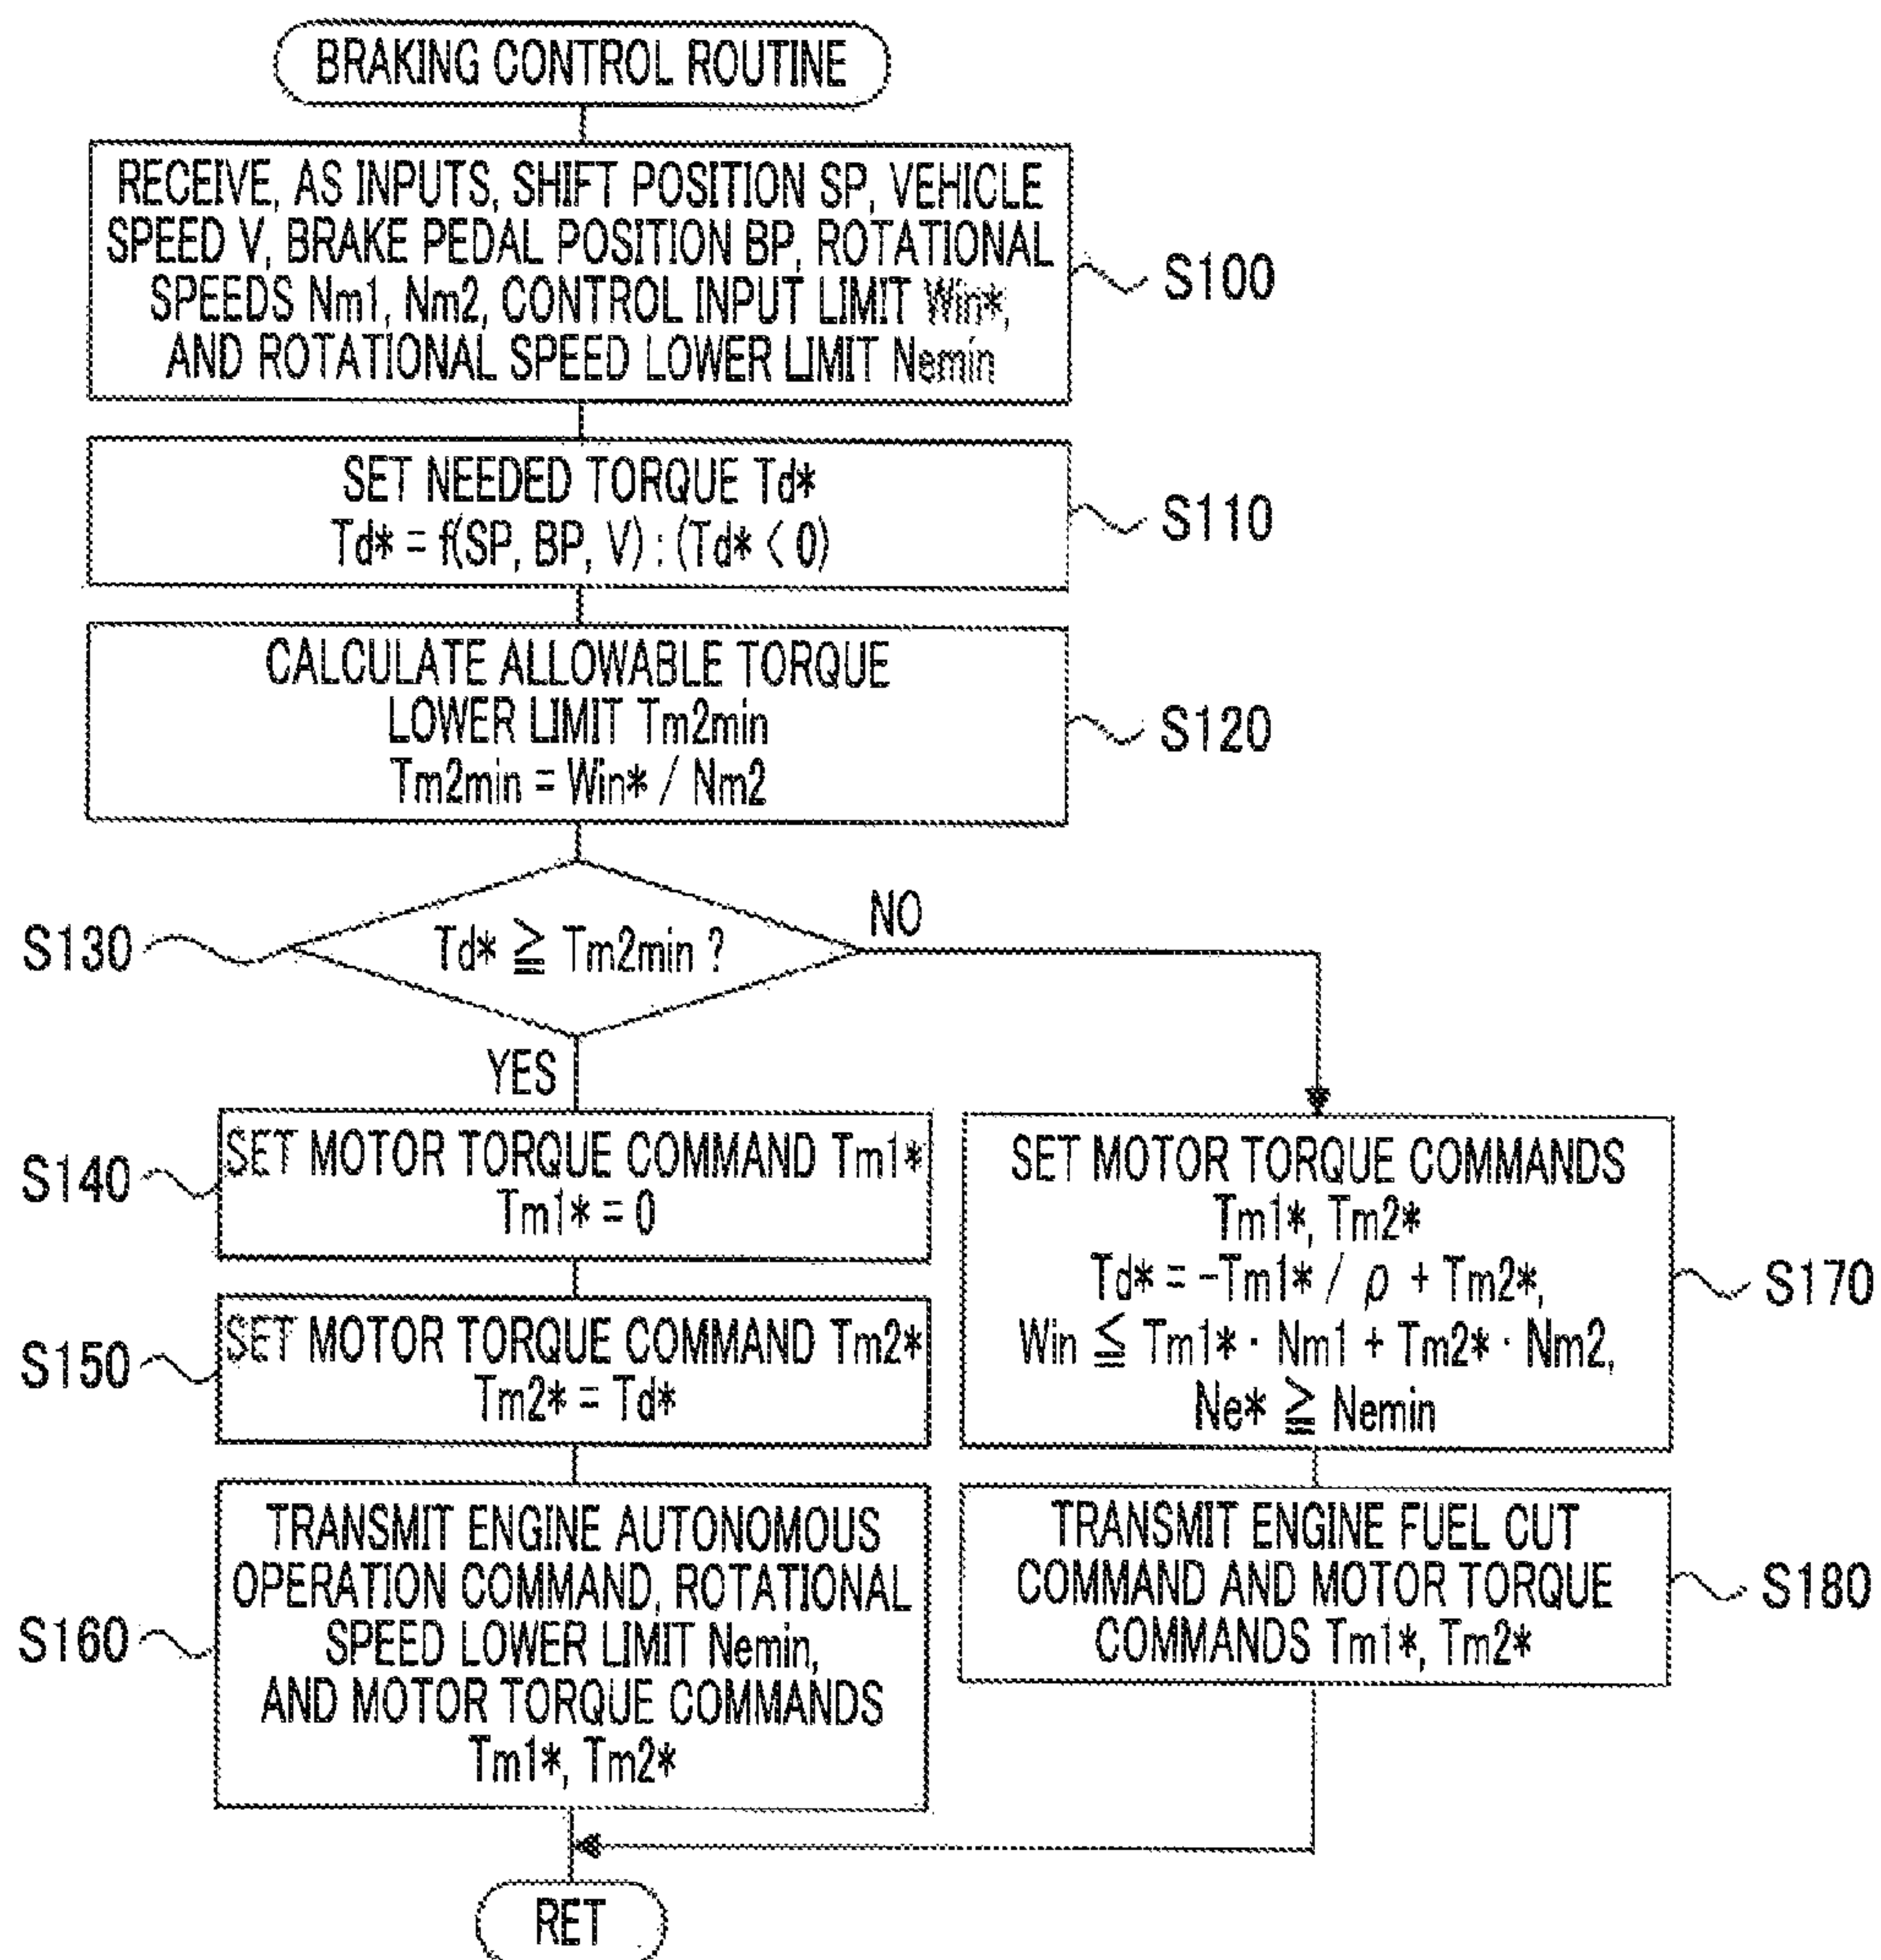 BRAKING CONTROL ROUTINE
RECEIVE, AS INPUTS, SHIFT POSITION SP, VEHICLE
SPEED V, BRAKE PEDAL POSITION BP, ROTATIONAL
SPEEDS Nm1, Nm2, CONTROL INPUT LIMIT Win*,
AND ROTATIONAL SPEED LOWER LIMIT Nemin
S100
SET NEEDED TORQUE Td*
Td* = f(SP, BP, V) : (Td* < 0)
S110
CALCULATE ALLOWABLE TORQUE
LOWER LIMIT Tm2min
Tm2min = Win* / Nm2
S120
S130
Td* ≧ Tm2min ?
NO
YES
S140
SET MOTOR TORQUE COMMAND Tm1*
Tm1* = 0
S150
SET MOTOR TORQUE COMMAND Tm2*
Tm2* = Td*
S160
TRANSMIT ENGINE AUTONOMOUS
OPERATION COMMAND, ROTATIONAL
SPEED LOWER LIMIT Nemin,
AND MOTOR TORQUE COMMANDS
Tm1*, Tm2*
SET MOTOR TORQUE COMMANDS
Tm1*, Tm2*
Td* = -Tm1* / ρ + Tm2*,
Win ≦ Tm1* · Nm1 + Tm2* · Nm2,
Ne* ≧ Nemin
S170
TRANSMIT ENGINE FUEL CUT
COMMAND AND MOTOR TORQUE
COMMANDS Tm1*, Tm2*
S180
RET